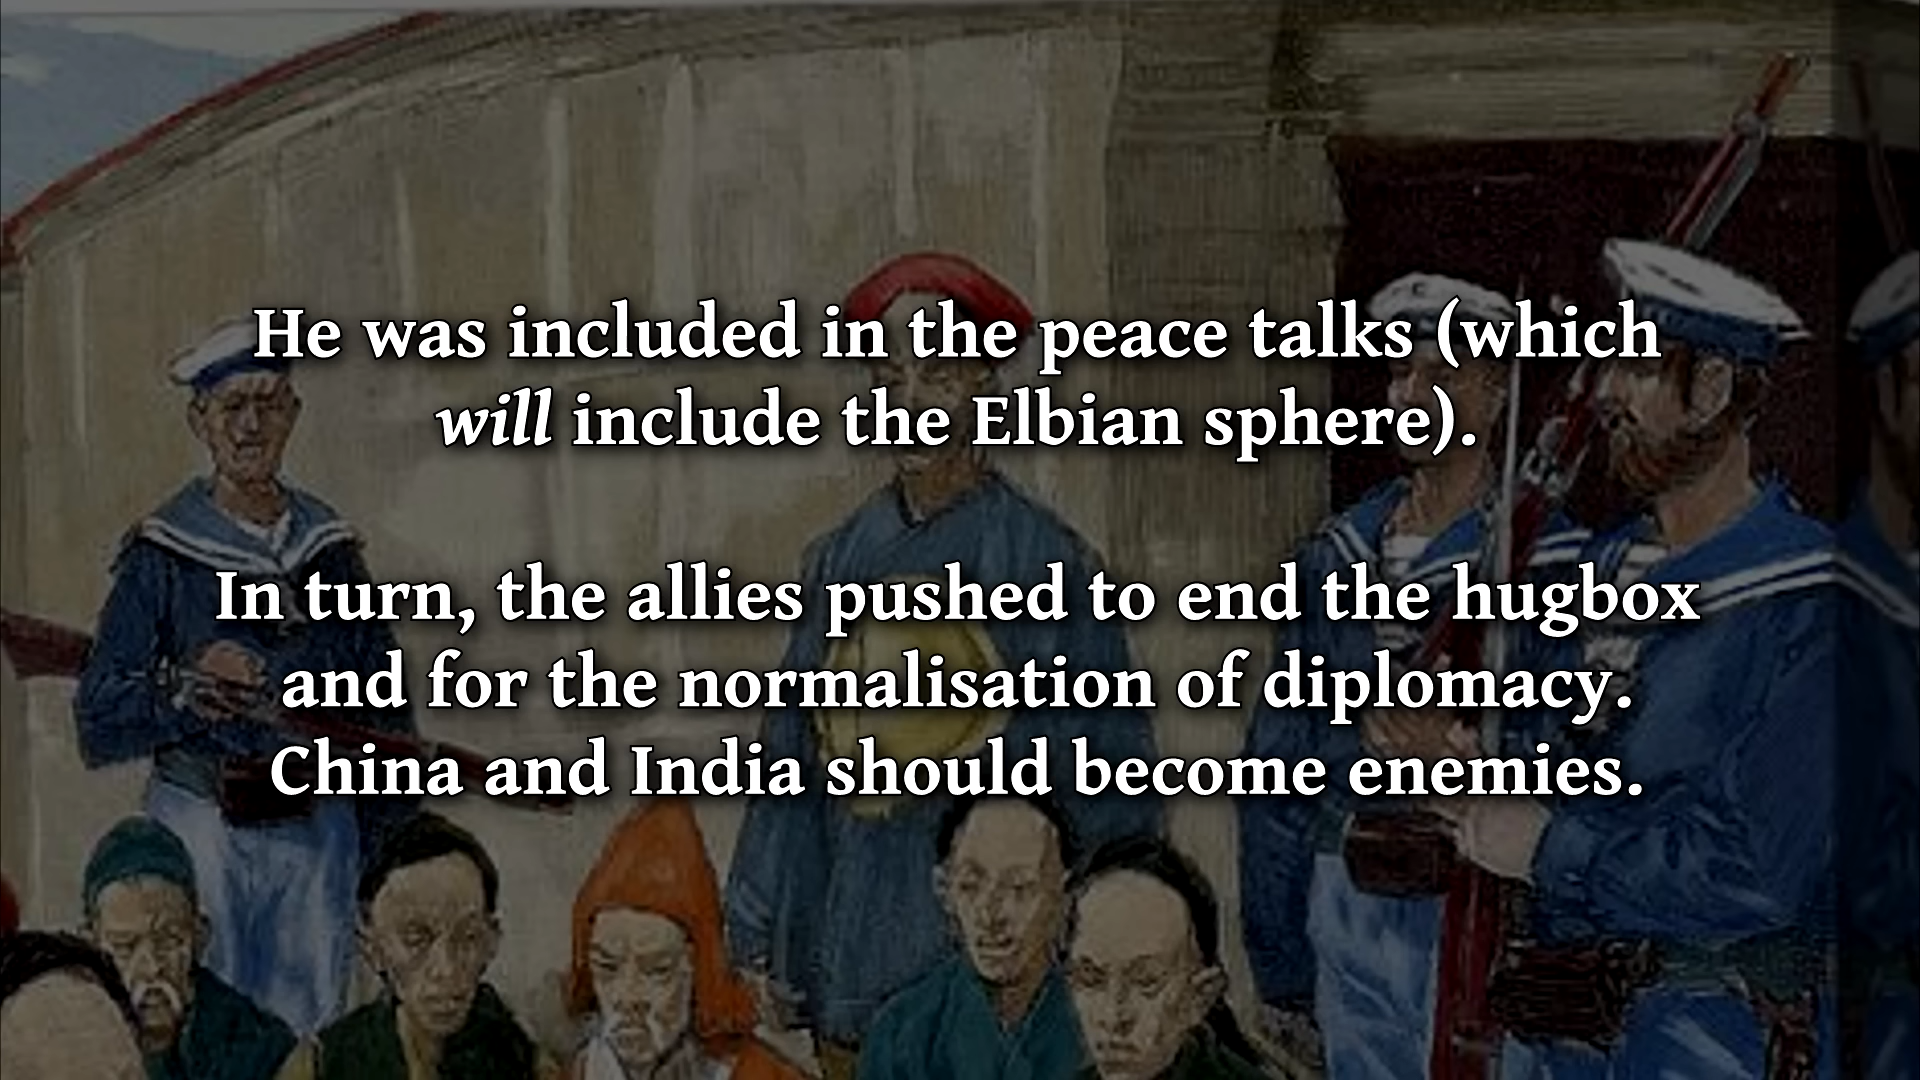 He was included in the peace talks (which
will include the Elbian sphere).
In turn, the allies pushed to end the hugbox
and for the normalisation of diplomacy.
China and India should become enemies.